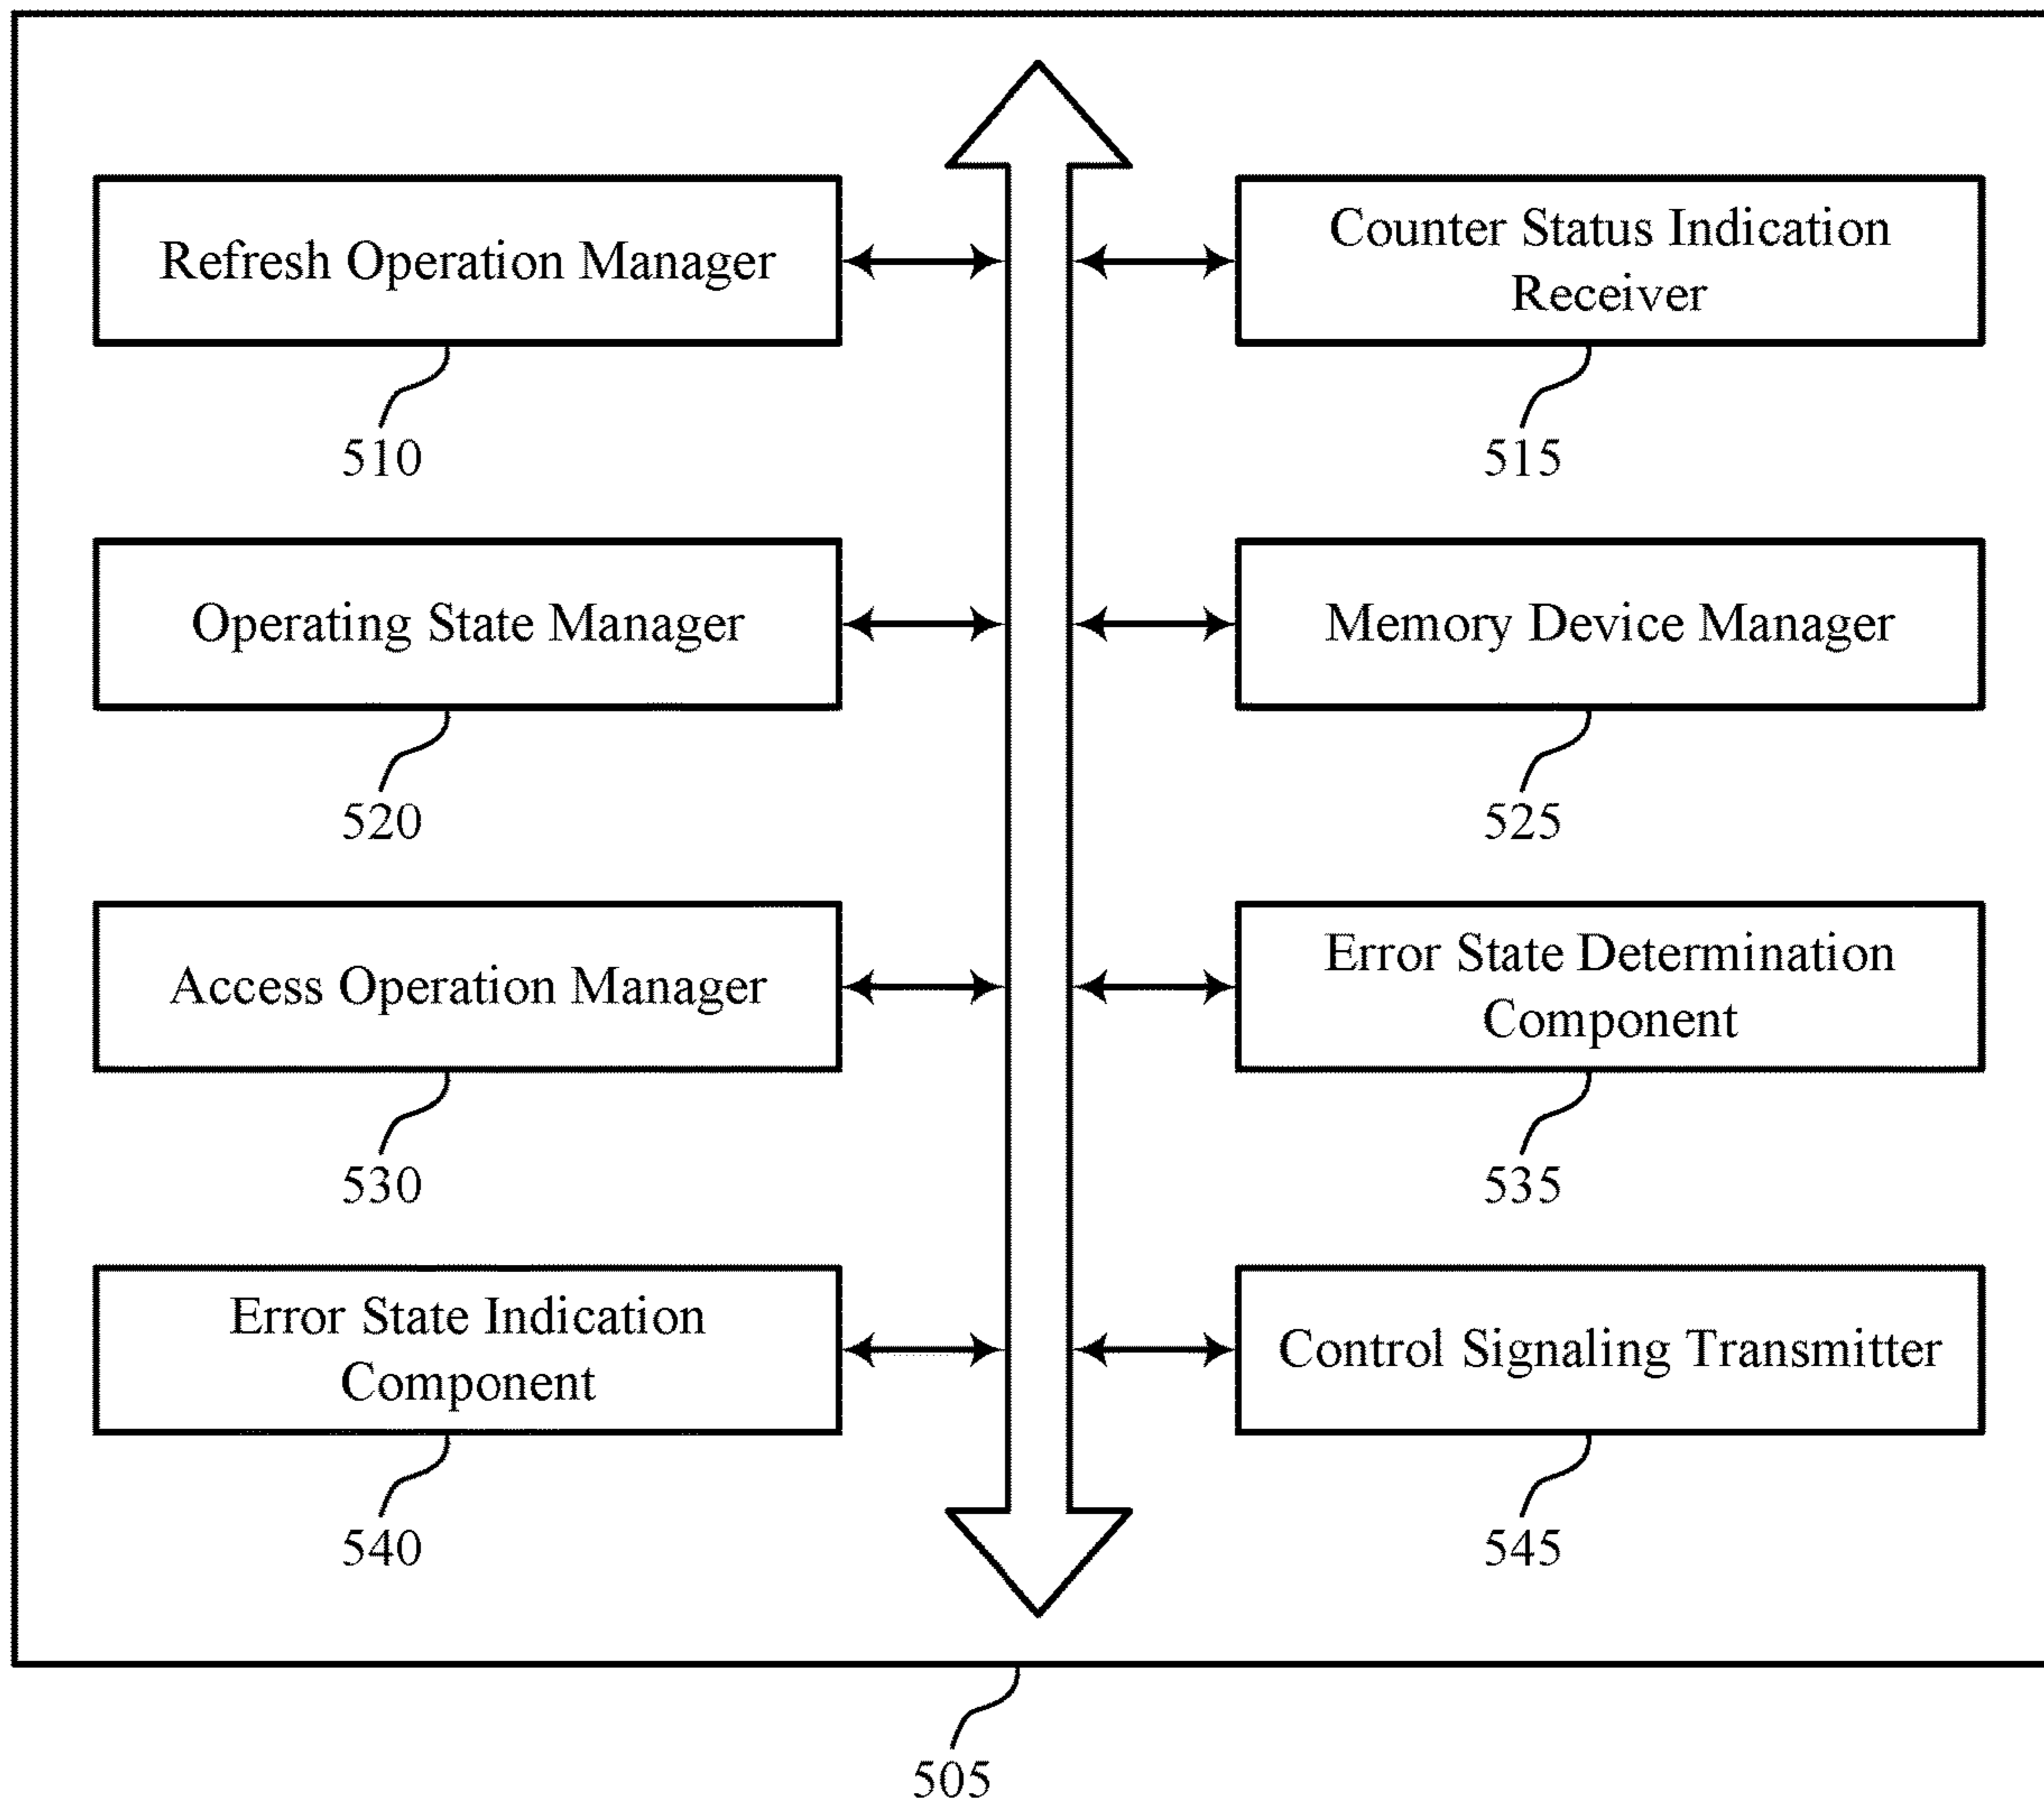 Refresh Operation Manager
510
Counter Status Indication
Receiver
515
Operating State Manager
520
Memory Device Manager
525
Access Operation Manager
530
Error State Determination
Component
535
Error State Indication
Component
540
Control Signaling Transmitter
545
505